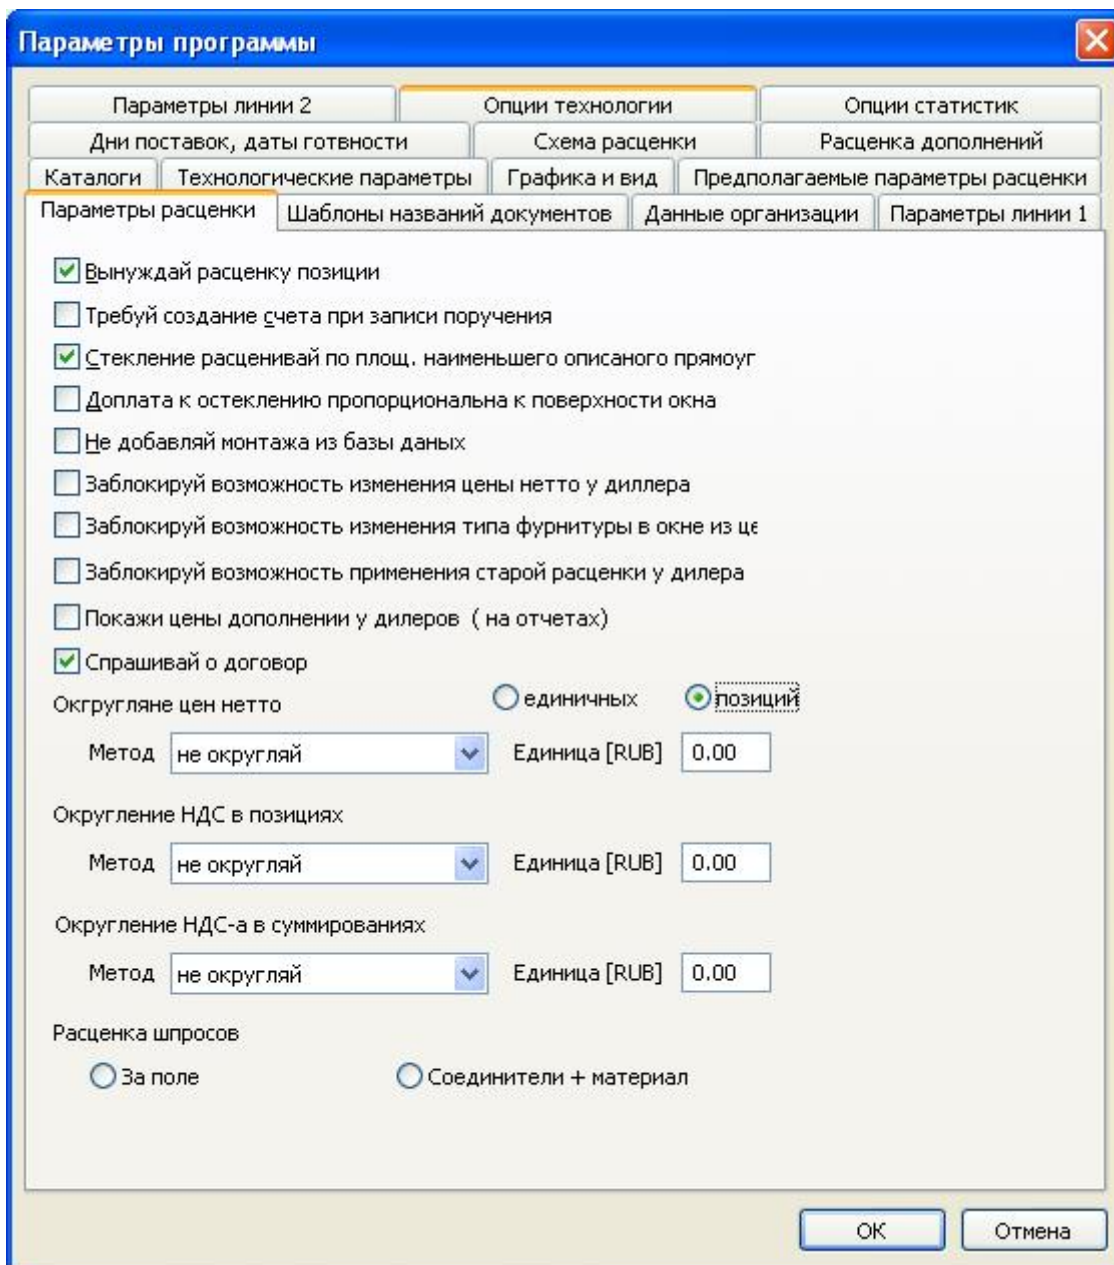 Параметры программы
Параметры линии 2 Опции технологии Опции статистик
Дни поставок, даты готвности Схема расценки Расценка дополнений
Каталоги Технологические параметры Графика и вид Предполагаемые параметры расценки
Параметры расценки Шаблоны названий документов Данные организации Параметры линии 1
Вынуждай расценку позиции
Требуй создание счета при записи поручения
Стекление расценивай по площ. наименьшего описаного прямоуг
Доплата к остеклению пропорциональна к поверхности окна
Не добавляй монтажа из базы даных
Заблокируй возможность изменения цены нетто у диллера
Заблокируй возможность изменения типа фурнитуры в окне из це
Заблокируй возможность применения старой расценки у дилера
Покажи цены дополнении у дилеров ( на отчетах)
Спрашивай о договор
Окгругляне цен нетто единичных позиций
Метод не округляй Единица [RUB] 0.00
Округление НДС в позициях
Метод не округляй Единица [RUB] 0.00
Округление НДС-а в суммированиях
Метод не округляй Единица [RUB] 0.00
Расценка шпросов
За поле Соединители + материал
ОК Отмена